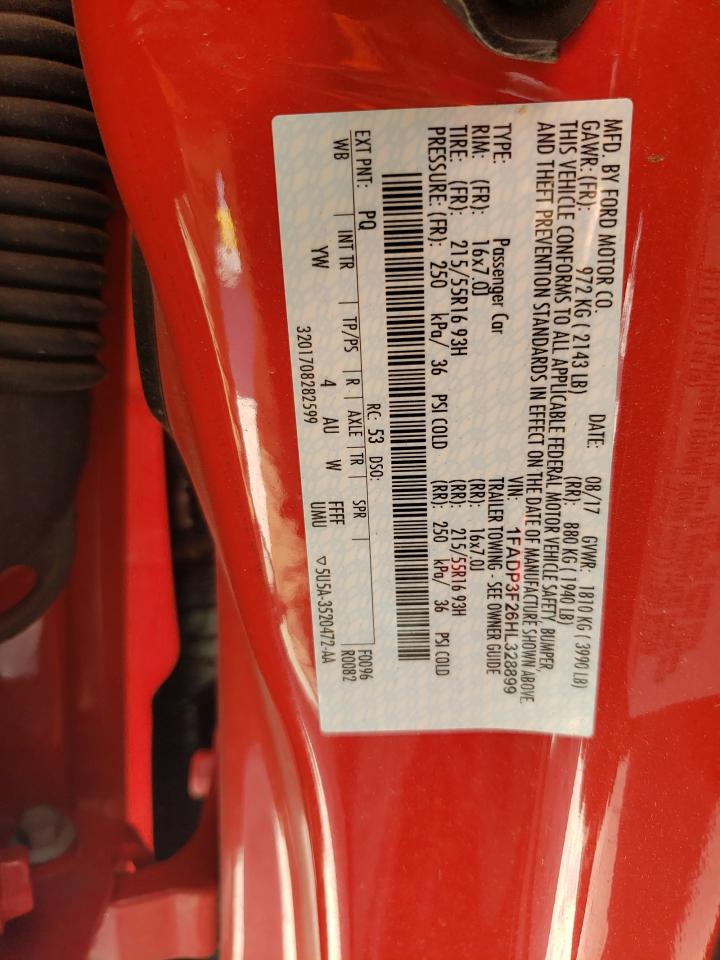 MFD. BY FORD MOTOR CO.
DATE: 08/17 GVWR: 1810 KG ( 3990 LB)
GAWR: (FR): 972 KG ( 2143 LB) (RR): 880 KG ( 1940 LB)
THIS VEHICLE CONFORMS TO ALL APPLICABLE FEDERAL MOTOR VEHICLE SAFETY, BUMPER,
AND THEFT PREVENTION STANDARDS IN EFFECT ON THE DATE OF MANUFACTURE SHOWN ABOVE.
VIN: 1FADP3F26HL328899
TYPE: Passenger Car TRAILER TOWING - SEE OWNER GUIDE
RIM: (FR): 16x7.0J (RR): 16x7.0J
TIRE: (FR): 215/55R16 93H (RR): 215/55R16 93H
PRESSURE: (FR): 250 kPa/ 36 PSI COLD (RR): 250 kPa/ 36 PSI COLD
EXT PNT: PQ RC: 53 DSO: F0096
WB INT TR TP/PS R AXLE TR SPR R0082
YW 4 AU W FFFF
UMU
3201708282599 ▽5U5A-3520472-AA